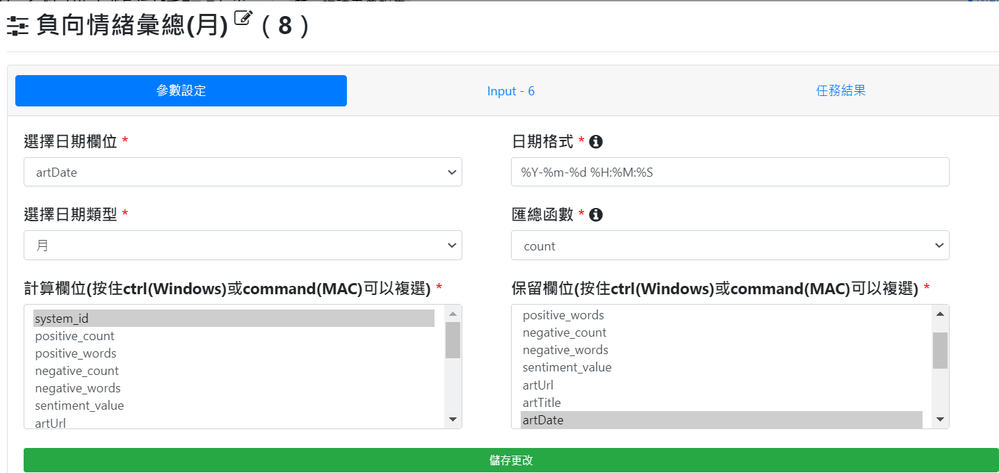 負向情緒彙總(月) ( 8 )
參數設定
Input - 6
任務結果
選擇日期欄位 *
日期格式 *
artDate
%Y-%m-%d %H:%M:%S
選擇日期類型 *
匯總函數 *
月
count
計算欄位(按住ctrl(Windows)或command(MAC)可以複選) *
保留欄位(按住ctrl(Windows)或command(MAC)可以複選) *
system_id
positive_count
positive_words
negative_count
negative_words
sentiment_value
artUrl
positive_words
negative_count
negative_words
sentiment_value
artUrl
artTitle
artDate
儲存更改